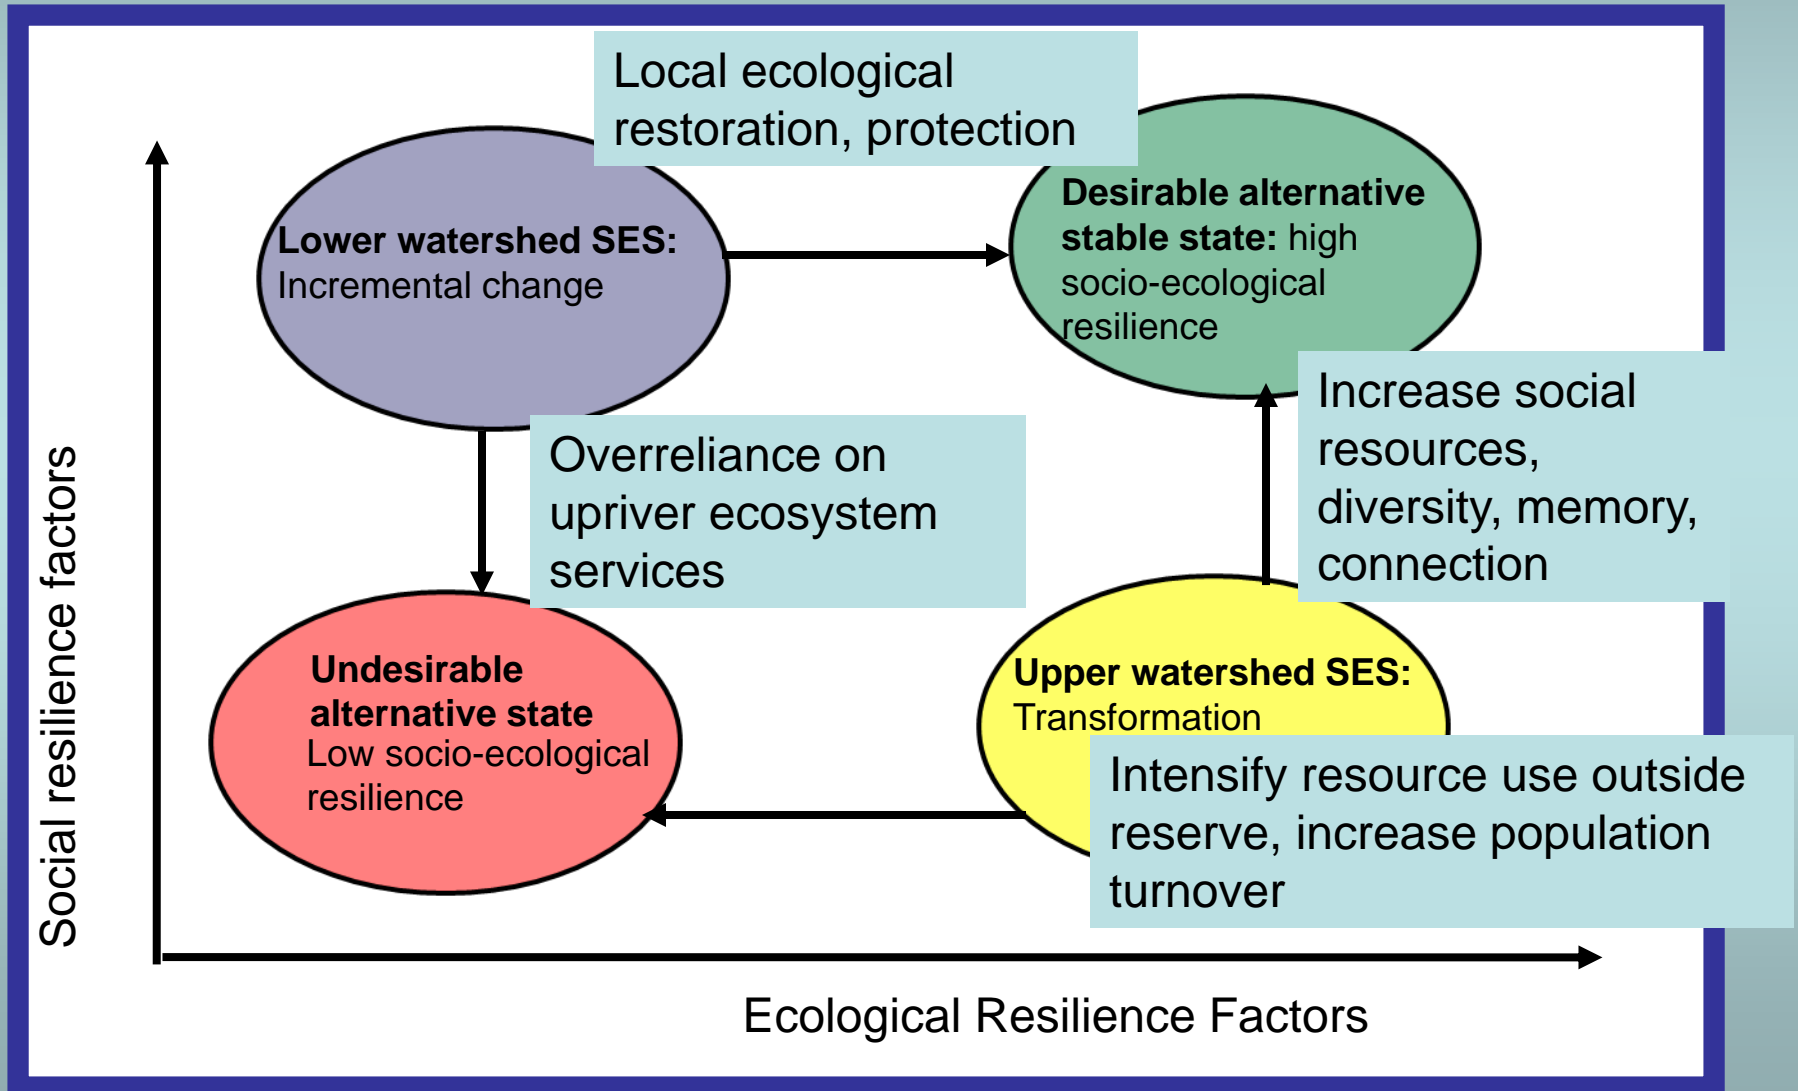 Local ecological
restoration, protection
Lower watershed SES:
Incremental change
Desirable alternative
stable state: high
socio-ecological
resilience
Overreliance on
upriver ecosystem
services
Increase social
resources,
diversity, memory,
connection
Undesirable
alternative state
Low socio-ecological
resilience
Upper watershed SES:
Transformation
Intensify resource use outside
reserve, increase population
turnover
Social resilience factors
Ecological Resilience Factors